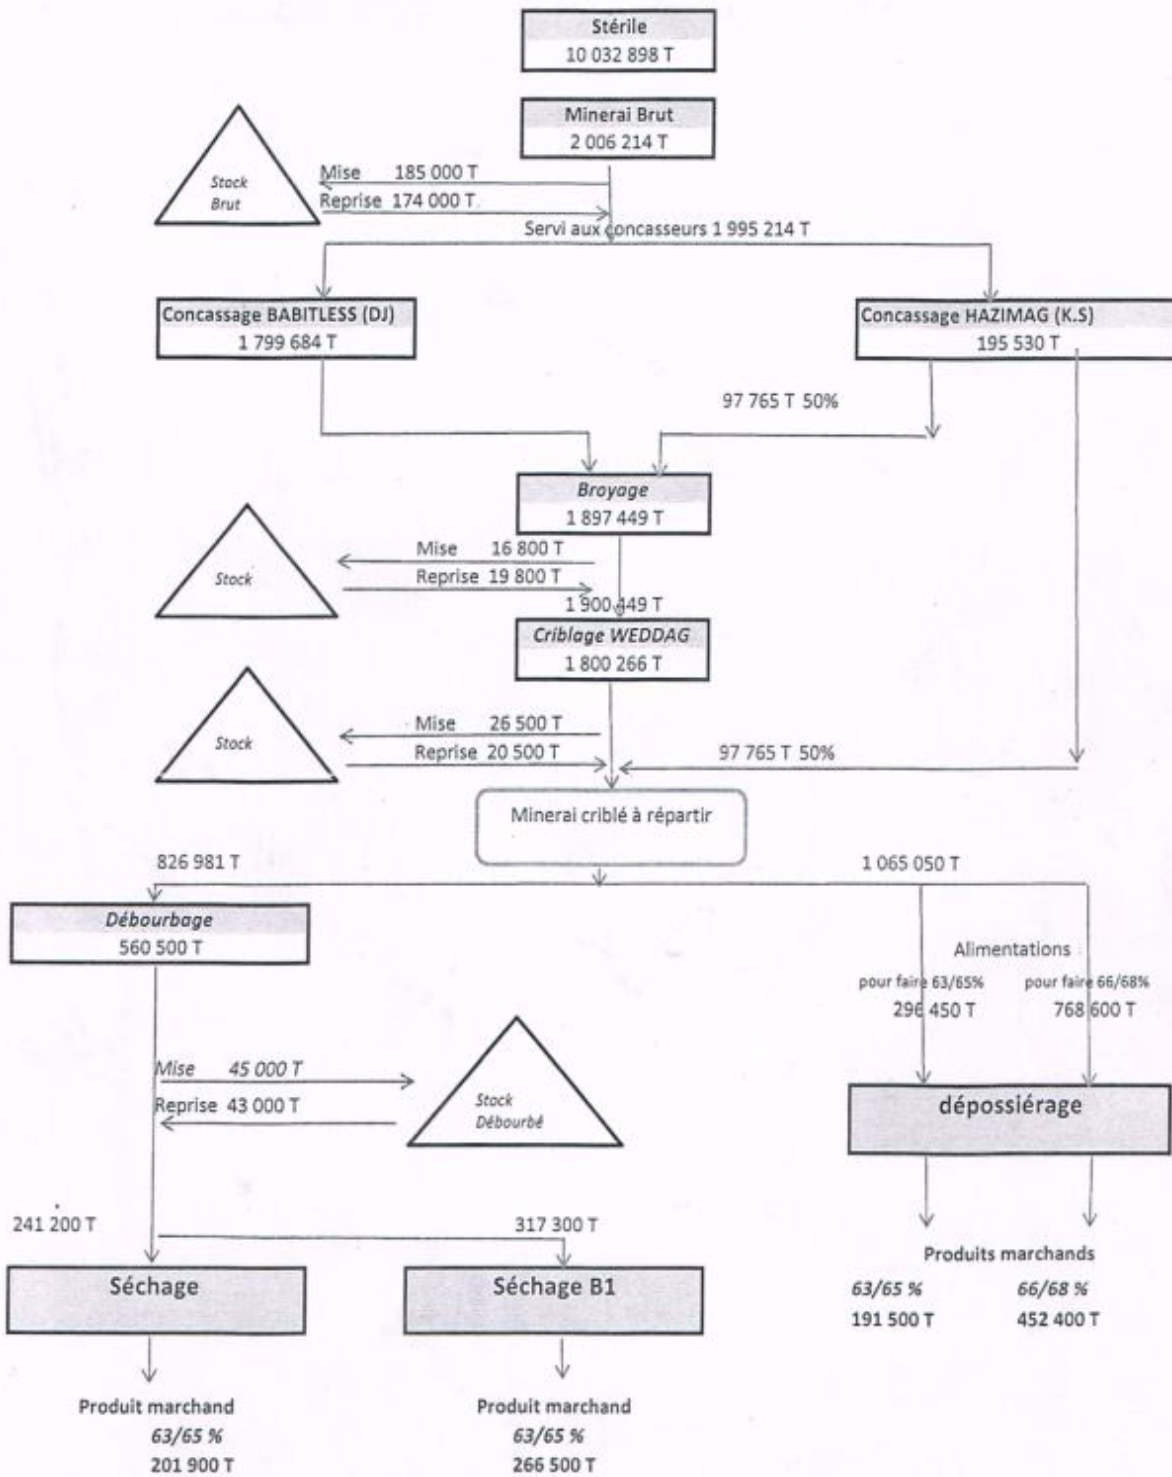 Stérile
10 032 898 T
Minerai Brut
2 006 214 T
Mise 185 000 T
Stock
Brut
Reprise 174 000 T.
Servi aux concasseurs 1 995 214 T
Concassage BABITLESS (DJ)
1 799 684 T
Concassage HAZIMAG (K.S)
195 530 T
97 765 T 50%
Broyage
1 897 449 T
Mise 16 800 T
Stock
Reprise 19 800 T
1 900 449 T
Criblage WEDDAG
1 800 266 T
Mise 26 500 T
Stock
Reprise 20 500 T
97 765 T 50%
Minerai criblé à répartir
826 981 T
1 065 050 T
Débourbage
560 500 T
Alimentations
pour faire 63/65% pour faire 66/68%
296 450 T 768 600 T
Mise 45 000 T
Reprise 43 000 T
Stock
Débourbé
dépossiérage
241 200 T
317 300 T
Séchage
Séchage B1
Produits marchands
63/65 % 66/68 %
191 500 T 452 400 T
Produit marchand
63/65 %
201 900 T
Produit marchand
63/65 %
266 500 T